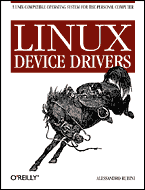 A UNIX-COMPATIBLE OPERATING SYSTEM FOR THE PERSONAL COMPUTER
LINUX
DEVICE DRIVERS
O'REILLY
ALESSANDRO RUBINI